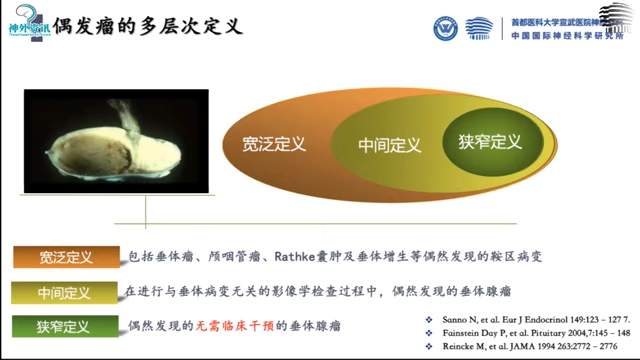 神外资讯
偶发瘤的多层次定义
首都医科大学宣武医院神
中国国际神经科学研究所
宽泛定义
中间定义
狭窄定义
宽泛定义
包括垂体瘤、颅咽管瘤、Rathke囊肿及垂体增生等偶然发现的鞍区病变
中间定义
在进行与垂体病变无关的影像学检查过程中，偶然发现的垂体腺瘤
狭窄定义
偶然发现的无需临床干预的垂体腺瘤
Sanno N, et al. Eur J Endocrinol 149:123 – 127 7.
Fainstein Day P, et al. Pituitary 2004,7:145 – 148
Reincke M, et al. JAMA 1994 263:2772 – 2776